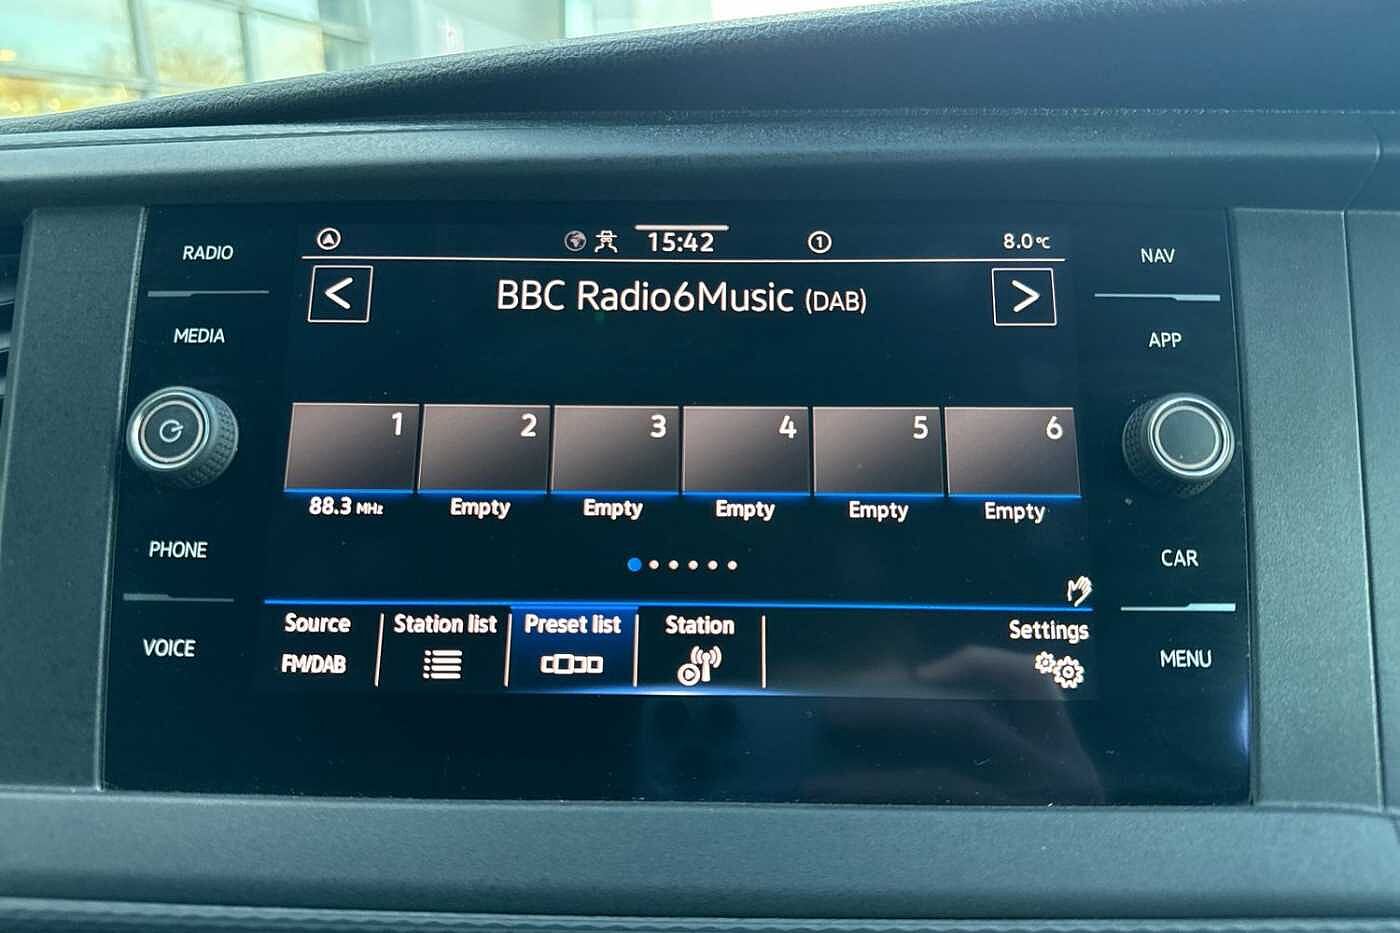 RADIO
MEDIA
PHONE
VOICE
15:42
1
8.0°C
BBC Radio6Music (DAB)
1
2
3
4
5
6
88.3 MHz
Empty
Empty
Empty
Empty
Empty
Source
FM/DAB
Station list
Preset list
Station
Settings
NAV
APP
CAR
MENU